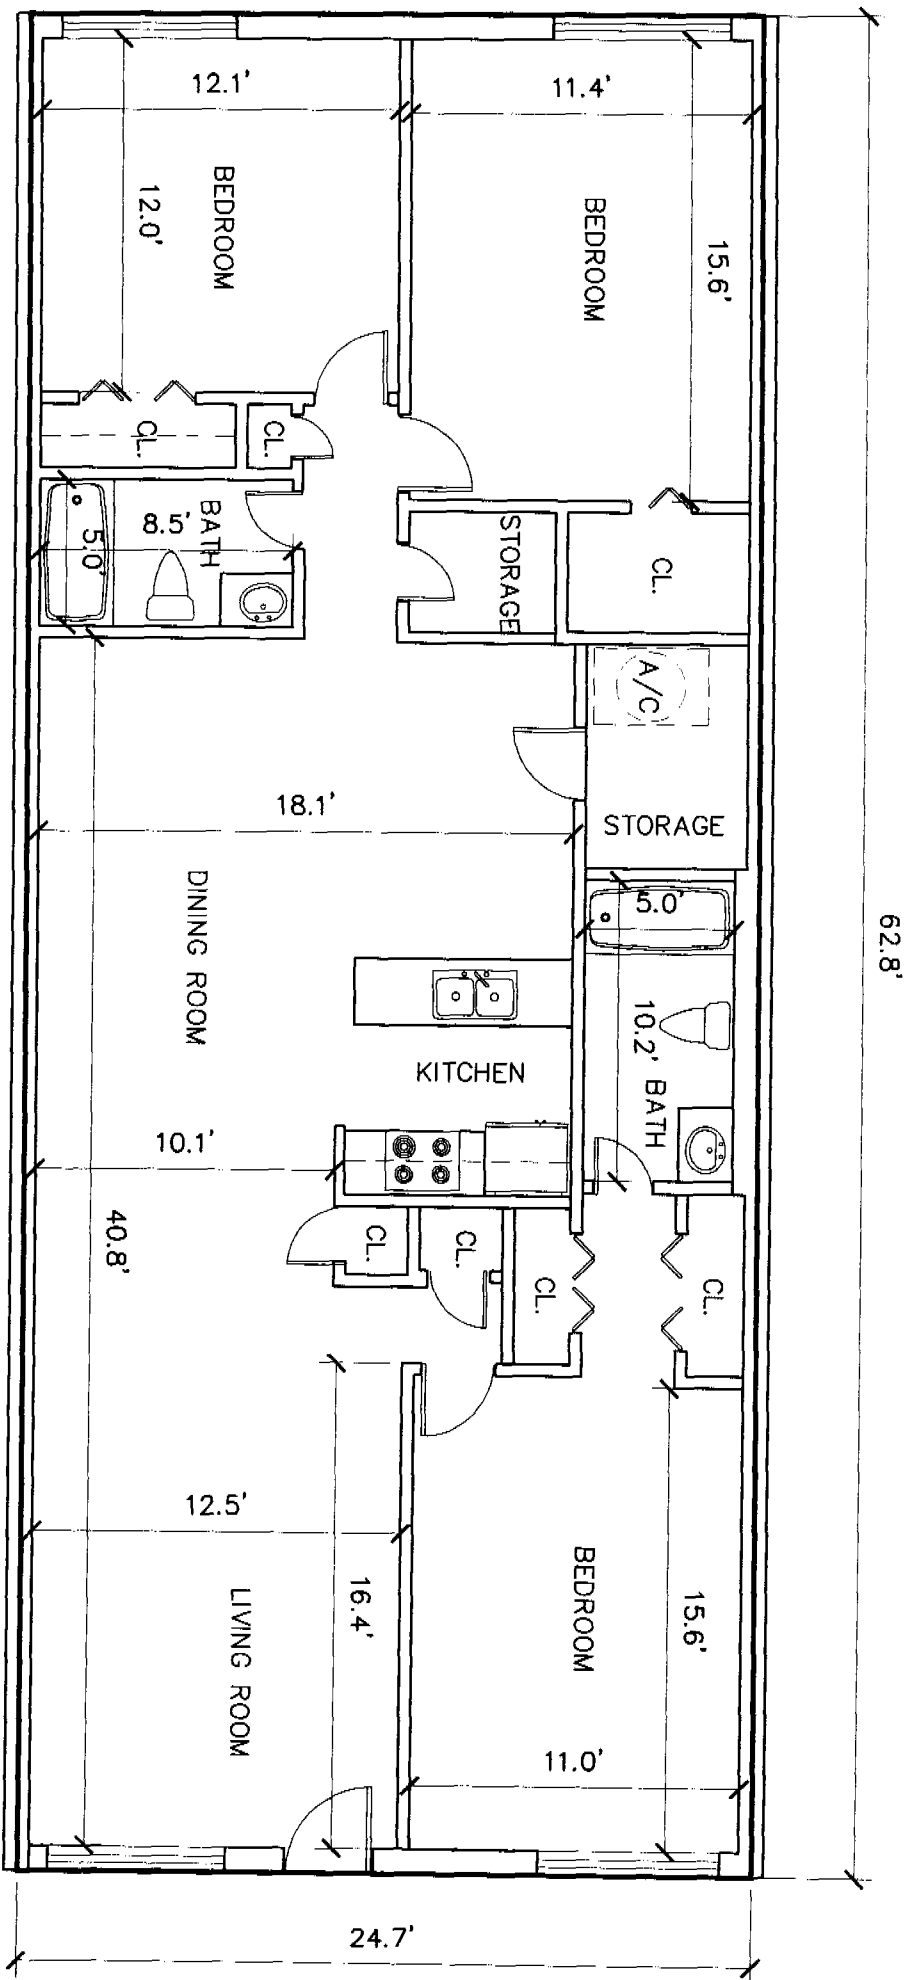 12.1'
11.4'
12.0'
BEDROOM
BEDROOM
15.6'
CL.
CL.
BATH
8.5'
5.0'
STORAGE
CL.
A/C
STORAGE
18.1'
DINING ROOM
5.0'
62.8'
10.2'
BATH
KITCHEN
10.1'
40.8'
CL.
CL.
CL.
CL.
12.5'
LIVING ROOM
16.4'
BEDROOM
15.6'
11.0'
24.7'